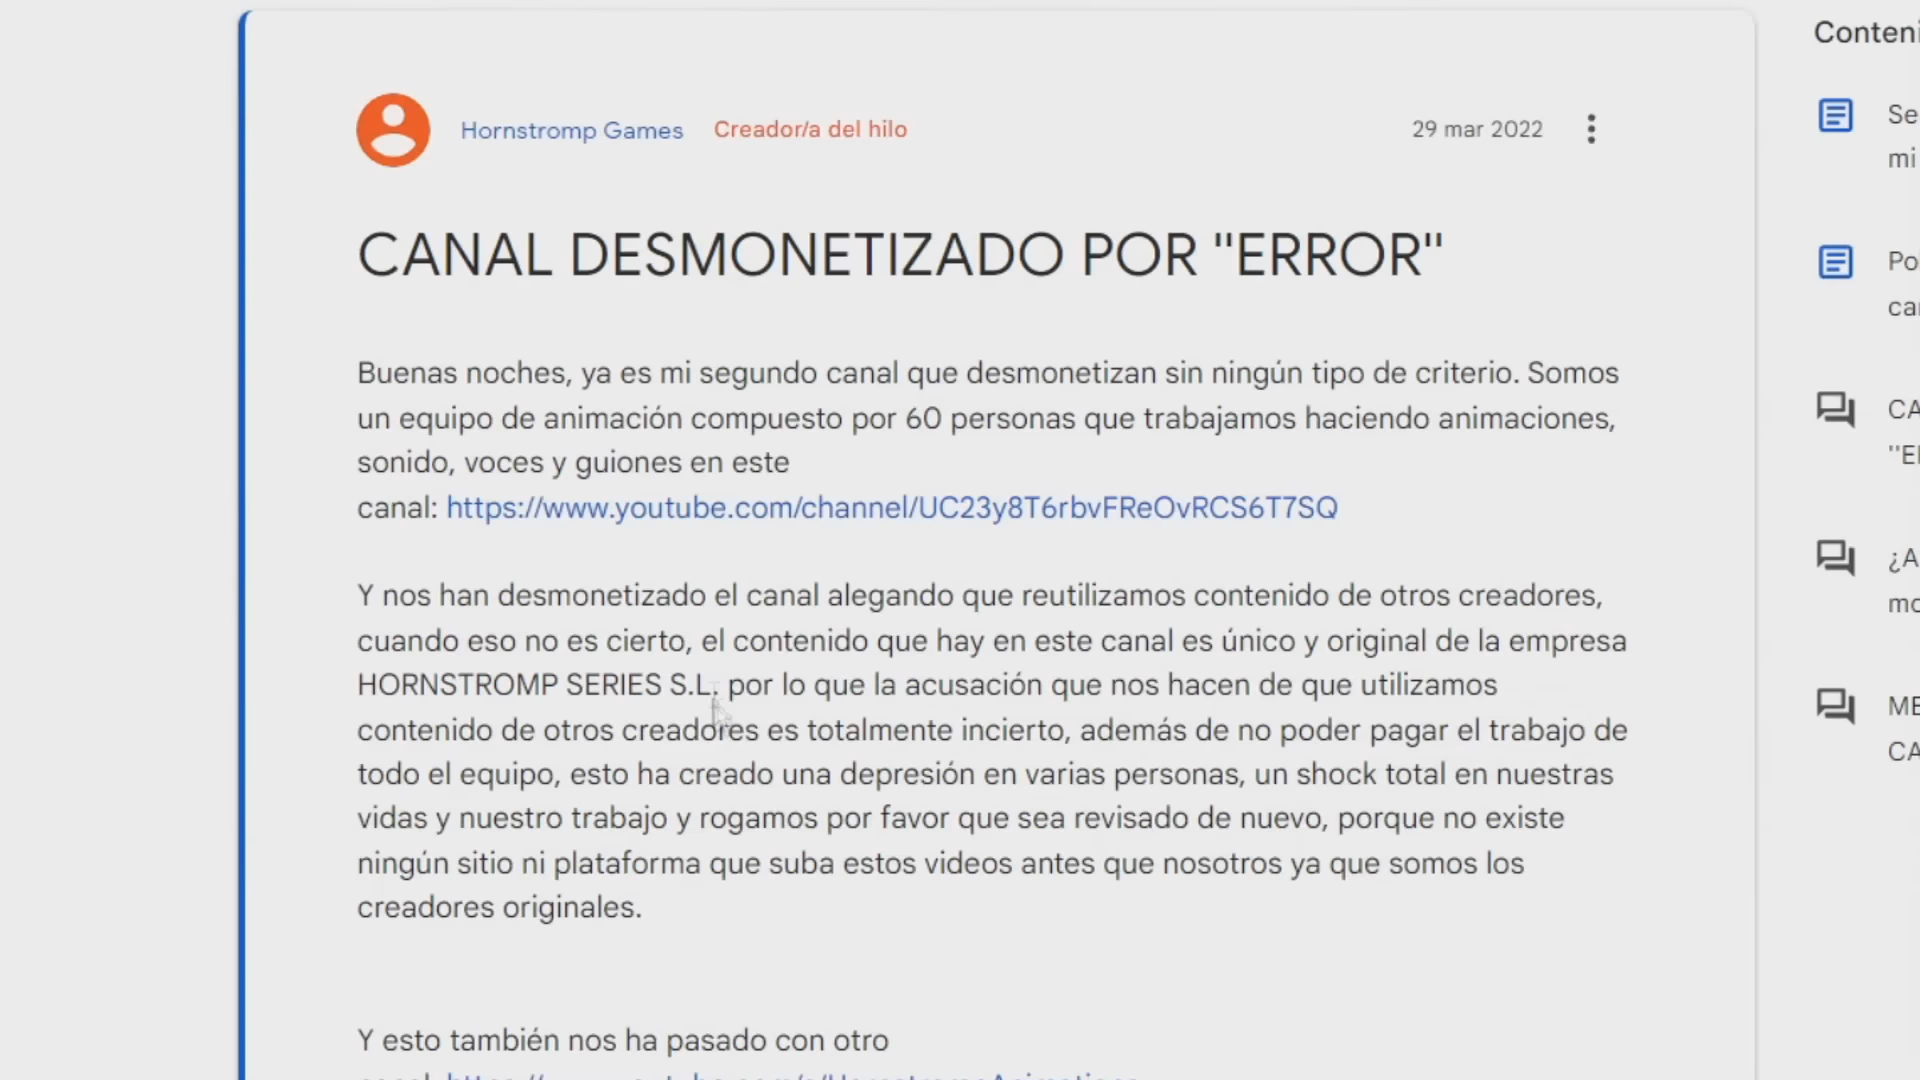 Conteni
Hornstromp Games Creador/a del hilo 29 mar 2022
Se
mi
CANAL DESMONETIZADO POR "ERROR"
Po
car
Buenas noches, ya es mi segundo canal que desmonetizan sin ningún tipo de criterio. Somos
un equipo de animación compuesto por 60 personas que trabajamos haciendo animaciones,
sonido, voces y guiones en este
canal: https://www.youtube.com/channel/UC23y8T6rbvFReOvRCS6T7SQ
CA
"El
Y nos han desmonetizado el canal alegando que reutilizamos contenido de otros creadores,
cuando eso no es cierto, el contenido que hay en este canal es único y original de la empresa
HORNSTROMP SERIES S.L. por lo que la acusación que nos hacen de que utilizamos
contenido de otros creadores es totalmente incierto, además de no poder pagar el trabajo de
todo el equipo, esto ha creado una depresión en varias personas, un shock total en nuestras
vidas y nuestro trabajo y rogamos por favor que sea revisado de nuevo, porque no existe
ningún sitio ni plataforma que suba estos videos antes que nosotros ya que somos los
creadores originales.
¿A
mo
ME
CA
Y esto también nos ha pasado con otro